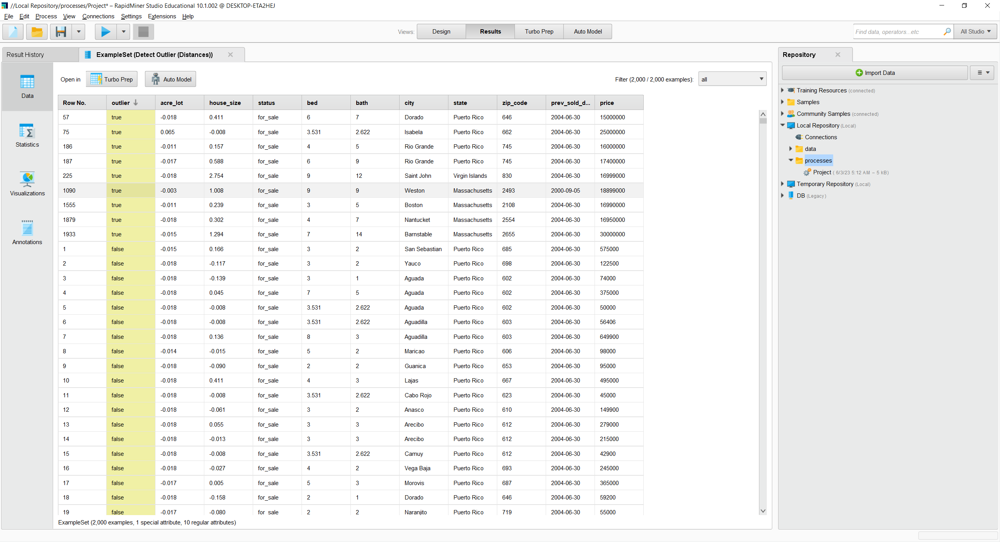 //Local Repository/processes/Project* – RapidMiner Studio Educational 10.1.002 @ DESKTOP-ETA2HEJ
File Edit Process View Connections Settings Extensions Help
Views: Design Results Turbo Prep Auto Model Find data, operators...etc All Studio
Result History ExampleSet (Detect Outlier (Distances)) Repository
Open in Turbo Prep Auto Model Filter (2,000 / 2,000 examples): all
Data
Statistics
Visualizations
Annotations
Row No. outlier acre_lot house_size status bed bath city state zip_code prev_sold_d... price
57 true -0.018 0.411 for_sale 6 7 Dorado Puerto Rico 646 2004-06-30 15000000
75 true 0.065 -0.008 for_sale 3.531 2.622 Isabela Puerto Rico 662 2004-06-30 25000000
186 true -0.011 0.157 for_sale 4 5 Rio Grande Puerto Rico 745 2004-06-30 16000000
187 true -0.017 0.588 for_sale 6 9 Rio Grande Puerto Rico 745 2004-06-30 17400000
225 true -0.018 2.754 for_sale 9 12 Saint John Virgin Islands 830 2004-06-30 16999000
1090 true -0.003 1.008 for_sale 9 9 Weston Massachusetts 2493 2000-09-05 18899000
1555 true -0.011 0.239 for_sale 3 5 Boston Massachusetts 2108 2004-06-30 16990000
1879 true -0.018 0.302 for_sale 4 7 Nantucket Massachusetts 2554 2004-06-30 16950000
1933 true -0.015 1.294 for_sale 7 14 Barnstable Massachusetts 2655 2004-06-30 30000000
1 false -0.015 0.166 for_sale 3 2 San Sebastian Puerto Rico 685 2004-06-30 575000
2 false -0.018 -0.117 for_sale 3 2 Yauco Puerto Rico 698 2004-06-30 122500
3 false -0.018 -0.139 for_sale 3 1 Aguada Puerto Rico 602 2004-06-30 74000
4 false -0.018 0.045 for_sale 7 5 Aguada Puerto Rico 602 2004-06-30 375000
5 false -0.018 -0.008 for_sale 3.531 2.622 Aguada Puerto Rico 602 2004-06-30 50000
6 false -0.018 -0.008 for_sale 3.531 2.622 Aguadilla Puerto Rico 603 2004-06-30 56406
7 false -0.018 0.136 for_sale 8 3 Aguadilla Puerto Rico 603 2004-06-30 649900
8 false -0.014 -0.015 for_sale 5 2 Maricao Puerto Rico 606 2004-06-30 98000
9 false -0.018 -0.090 for_sale 2 2 Guanica Puerto Rico 653 2004-06-30 95000
10 false -0.018 0.411 for_sale 4 3 Lajas Puerto Rico 667 2004-06-30 495000
11 false -0.018 -0.008 for_sale 3.531 2.622 Cabo Rojo Puerto Rico 623 2004-06-30 45000
12 false -0.018 -0.061 for_sale 3 2 Anasco Puerto Rico 610 2004-06-30 149900
13 false -0.018 0.055 for_sale 3 3 Arecibo Puerto Rico 612 2004-06-30 279000
14 false -0.018 -0.013 for_sale 3 3 Arecibo Puerto Rico 612 2004-06-30 215000
15 false -0.018 -0.008 for_sale 3.531 2.622 Camuy Puerto Rico 612 2004-06-30 42900
16 false -0.018 -0.027 for_sale 4 2 Vega Baja Puerto Rico 693 2004-06-30 245000
17 false -0.017 0.005 for_sale 5 3 Morovis Puerto Rico 687 2004-06-30 365000
18 false -0.018 -0.158 for_sale 2 1 Dorado Puerto Rico 646 2004-06-30 59200
19 false -0.017 -0.080 for_sale 2 2 Naranjito Puerto Rico 719 2004-06-30 55000
ExampleSet (2,000 examples, 1 special attribute, 10 regular attributes)
Import Data
Training Resources (connected)
Samples
Community Samples (connected)
Local Repository (Local)
Connections
data
processes
Project ( 6/3/23 5:12 AM – 5 kB)
Temporary Repository (Local)
DB (Legacy)